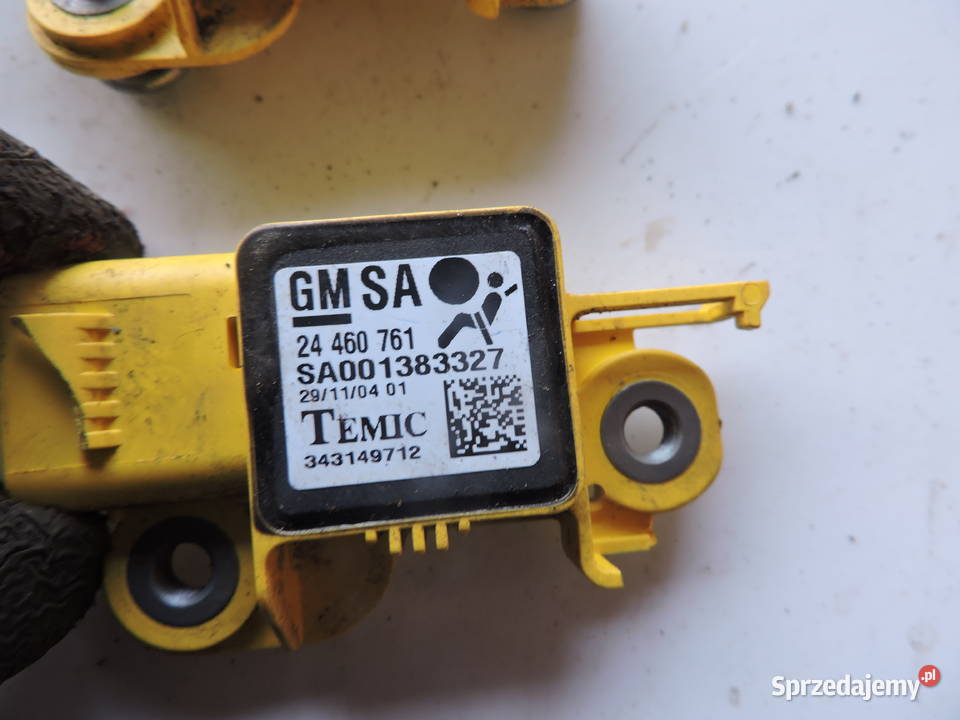 GM SA
24 460 761
SA001383327
29/11/04 01
TEMIC
343149712
Sprzedajemy.pl